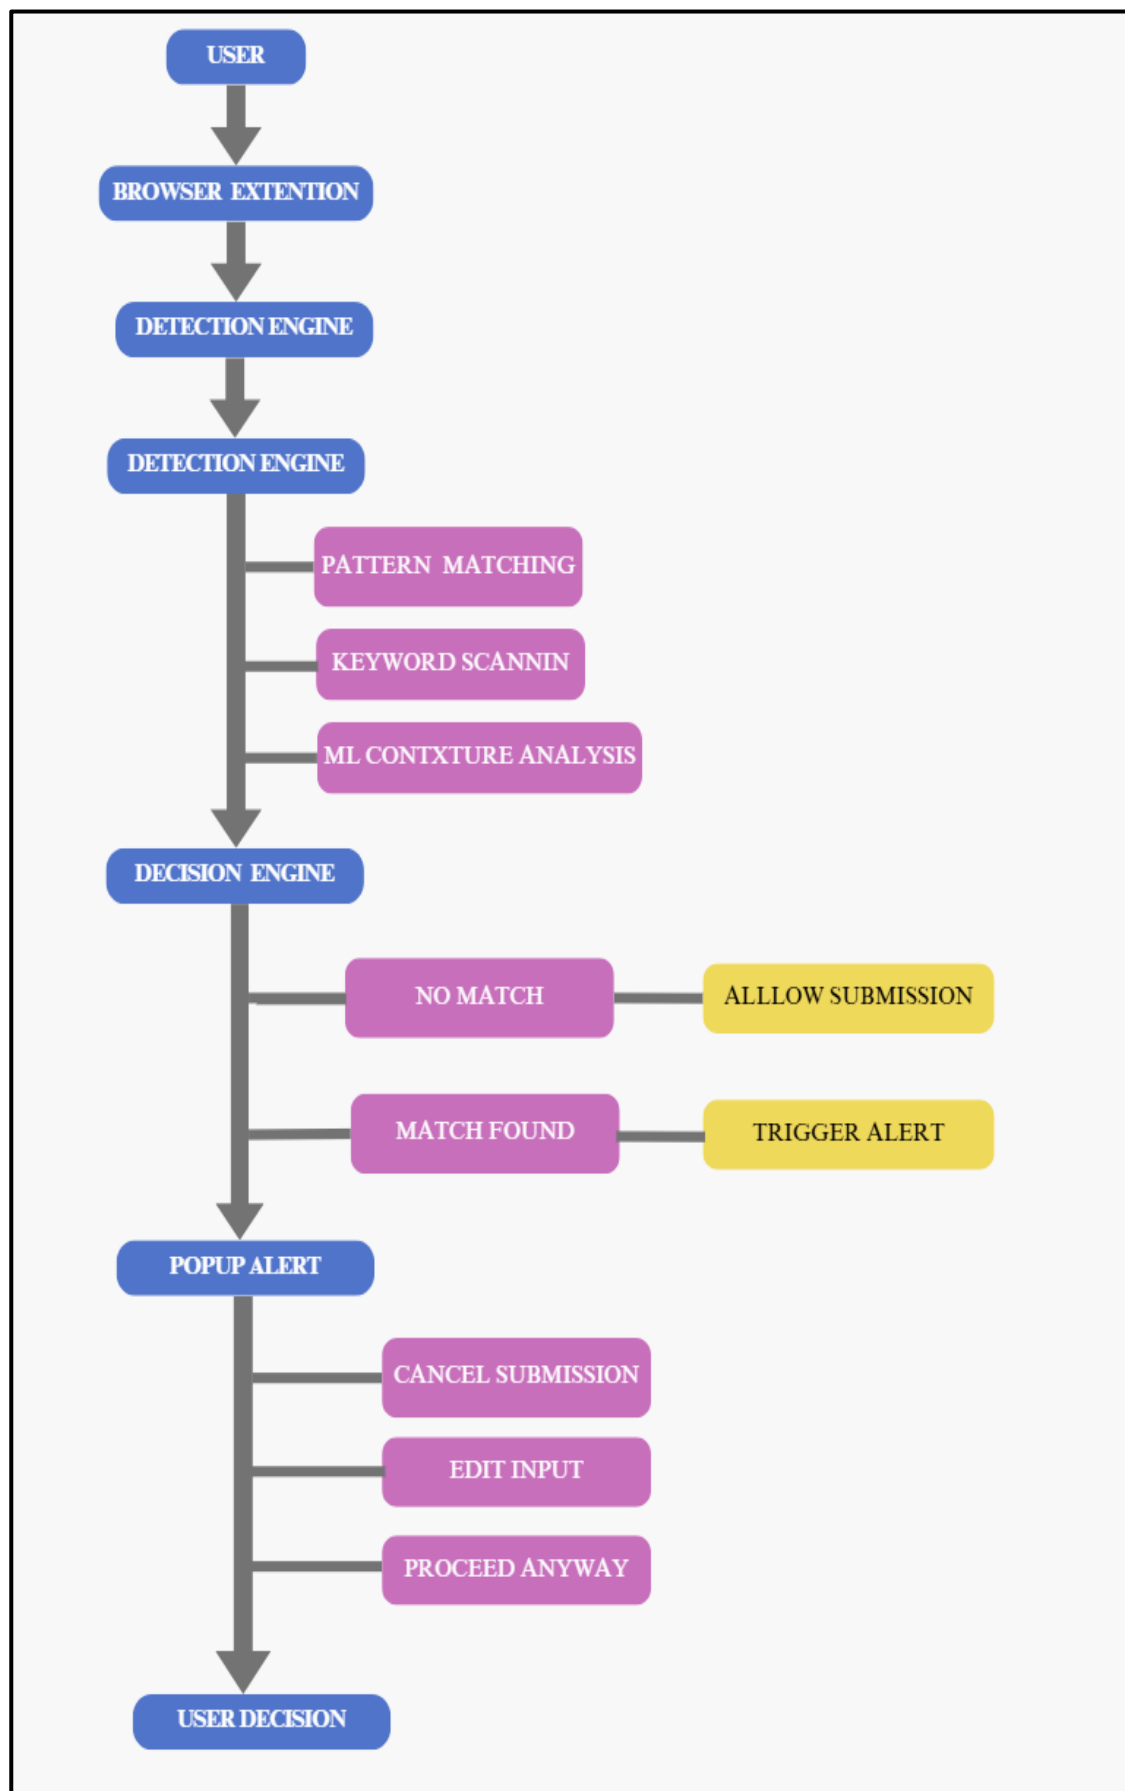 USER
BROWSER EXTENTION
DETECTION ENGINE
DETECTION ENGINE
PATTERN MATCHING
KEYWORD SCANNIN
ML CONTXTURE ANALYSIS
DECISION ENGINE
NO MATCH
ALLLOW SUBMISSION
MATCH FOUND
TRIGGER ALERT
POPUP ALERT
CANCEL SUBMISSION
EDIT INPUT
PROCEED ANYWAY
USER DECISION